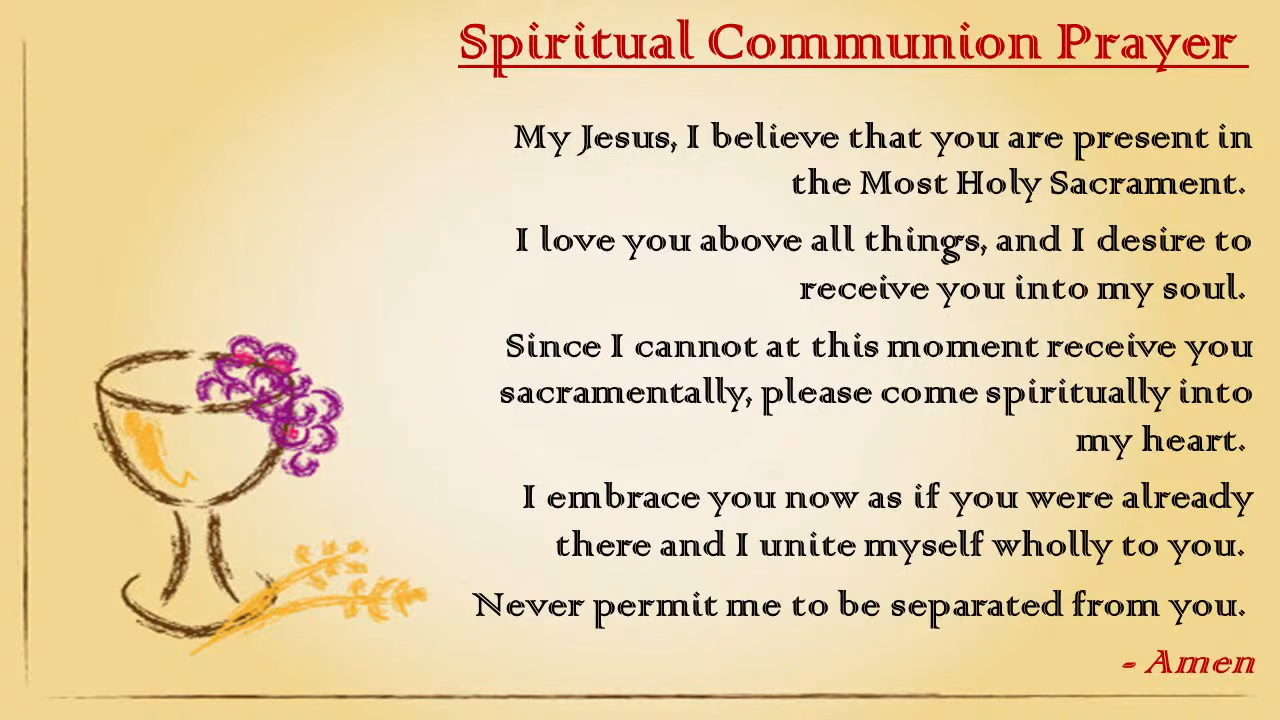 Spiritual Communion Prayer
My Jesus, I believe that you are present in
the Most Holy Sacrament.
I love you above all things, and I desire to
receive you into my soul.
Since I cannot at this moment receive you
sacramentally, please come spiritually into
my heart.
I embrace you now as if you were already
there and I unite myself wholly to you.
Never permit me to be separated from you.
- Amen